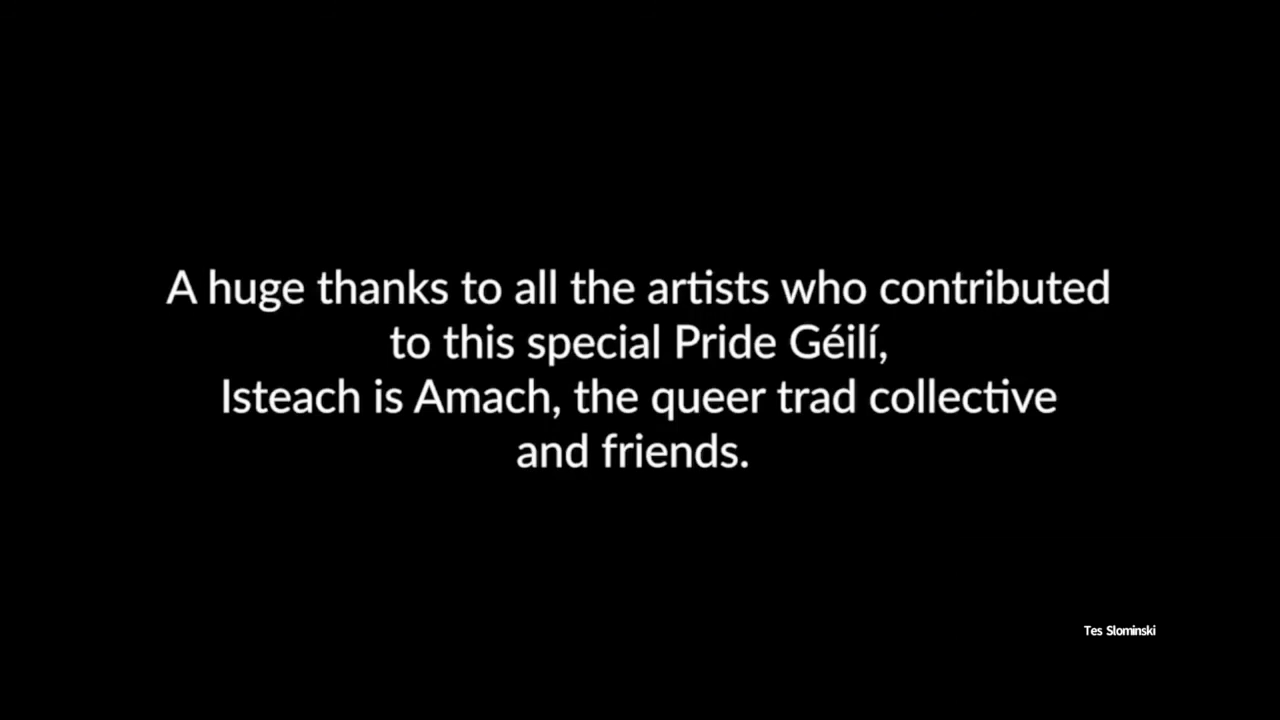 A huge thanks to all the artists who contributed
to this special Pride Géilí,
Isteach is Amach, the queer trad collective
and friends.
Tes Slominski